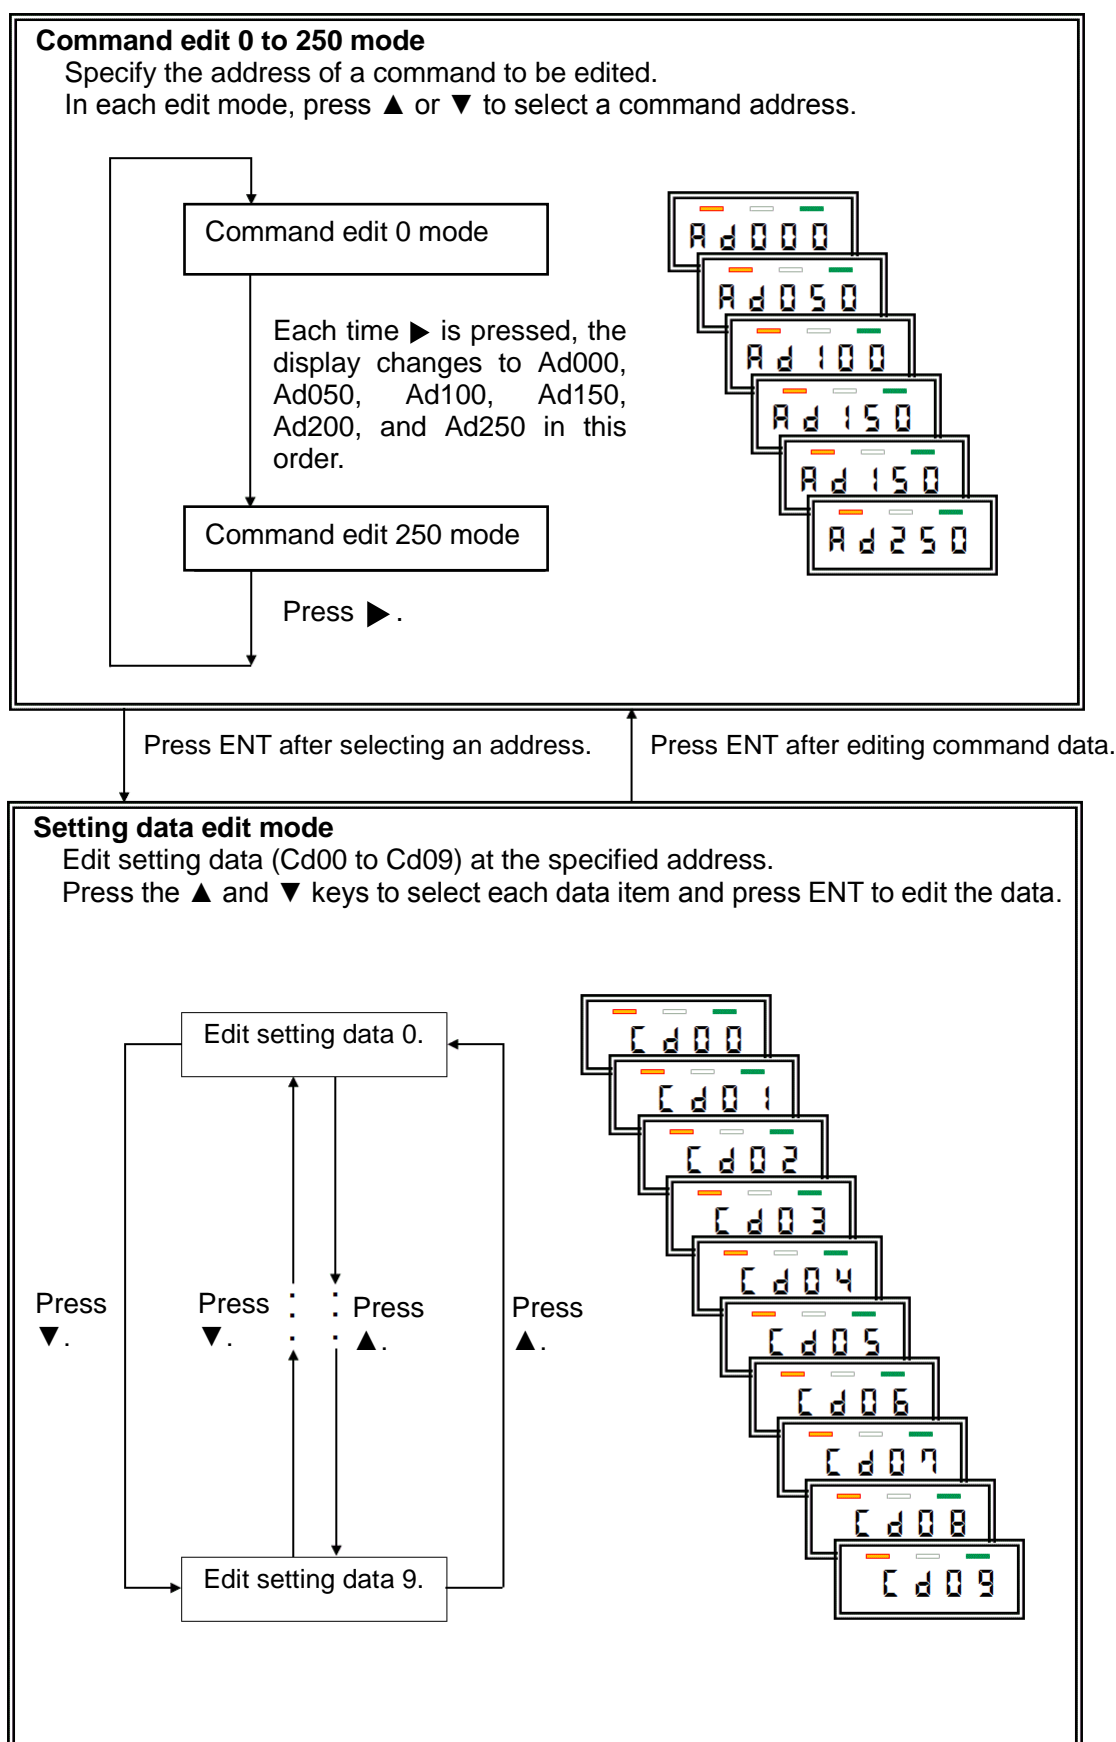 Command edit 0 to 250 mode
Specify the address of a command to be edited.
In each edit mode, press ▲ or ▼ to select a command address.
Command edit 0 mode
Each time ▶ is pressed, the
display changes to Ad000,
Ad050, Ad100, Ad150,
Ad200, and Ad250 in this
order.
Command edit 250 mode
Press ▶.
Ad000
Ad050
Ad100
Ad150
Ad150
Ad250
Press ENT after selecting an address.
Press ENT after editing command data.
Setting data edit mode
Edit setting data (Cd00 to Cd09) at the specified address.
Press the ▲ and ▼ keys to select each data item and press ENT to edit the data.
Edit setting data 0.
Press
▼.
Press
▼.
Press
▲.
Press
▲.
Edit setting data 9.
Cd00
Cd01
Cd02
Cd03
Cd04
Cd05
Cd06
Cd07
Cd08
Cd09